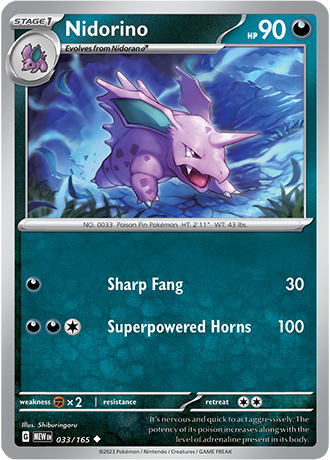 STAGE 1
Nidorino
HP 90
Evolves from Nidoran♂
NO. 0033 Poison Pin Pokémon HT: 2'11" WT: 43 lbs.
Sharp Fang 30
Superpowered Horns 100
weakness ×2 resistance retreat
Illus. Shiburingaru
G MEW EN 033/165
It's nervous and quick to act aggressively. The
potency of its poison increases along with the
level of adrenaline present in its body.
©2023 Pokémon / Nintendo / Creatures / GAME FREAK